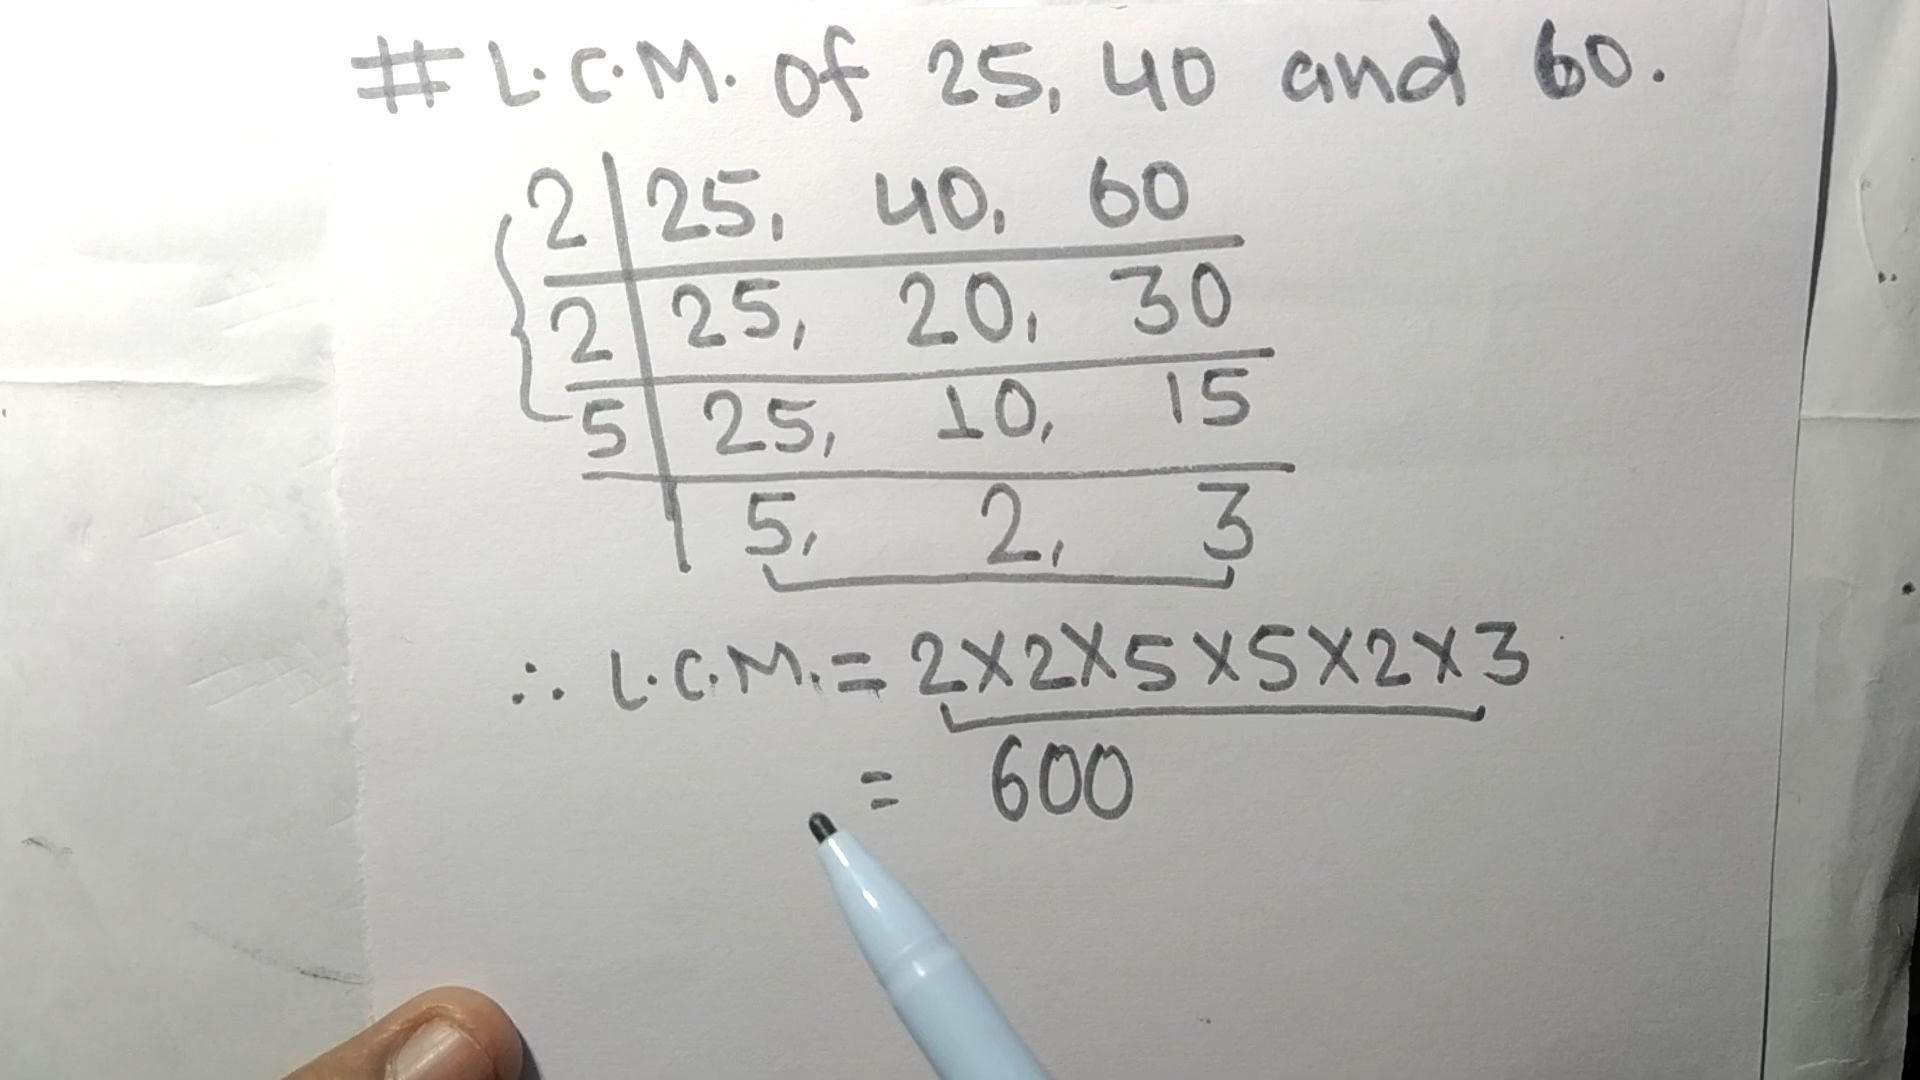 # L.C.M. of 25, 40 and 60.
2 25, 40, 60
2 25, 20, 30
5 25, 10, 15
5, 2, 3
∴ L.C.M. = 2×2×5×5×2×3
= 600